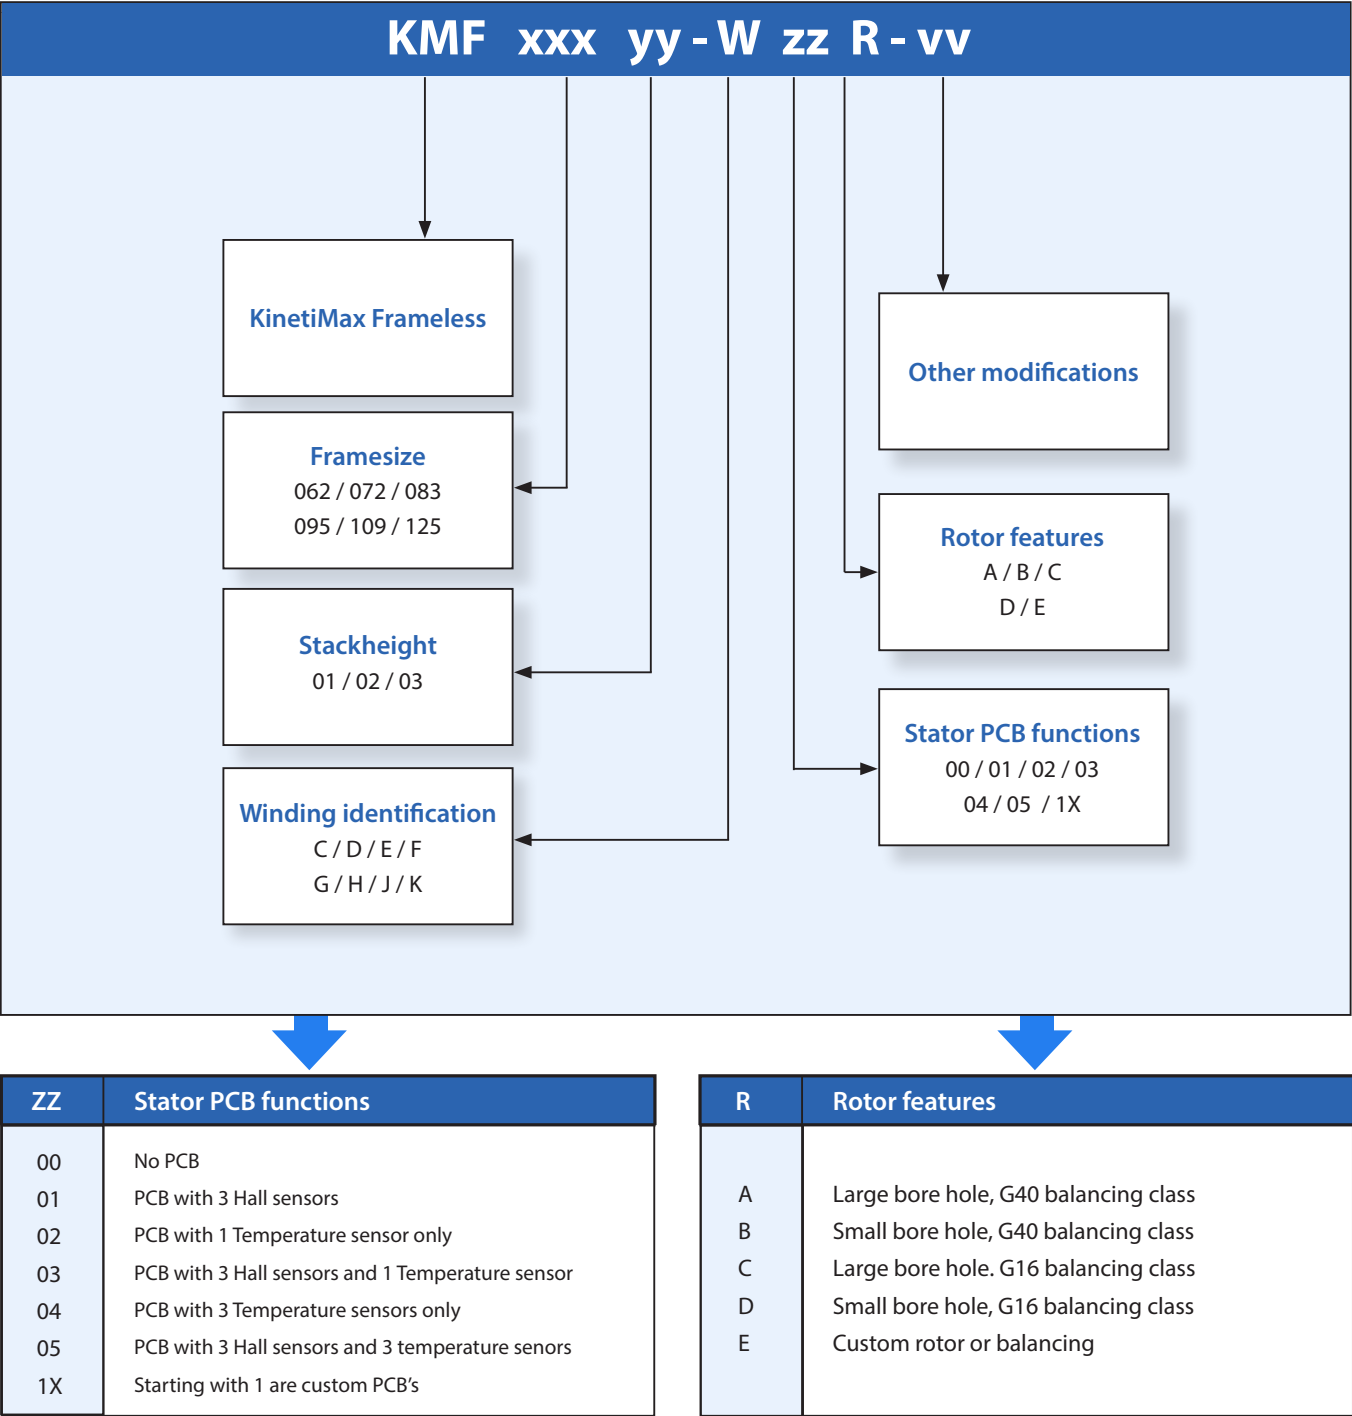 KMF xxx yy - W zz R - vv
KinetiMax Frameless
Framesize
062 / 072 / 083
095 / 109 / 125
Stackheight
01 / 02 / 03
Winding identification
C / D / E / F
G / H / J / K
Other modifications
Rotor features
A / B / C
D / E
Stator PCB functions
00 / 01 / 02 / 03
04 / 05 / 1X
ZZ Stator PCB functions
00 No PCB
01 PCB with 3 Hall sensors
02 PCB with 1 Temperature sensor only
03 PCB with 3 Hall sensors and 1 Temperature sensor
04 PCB with 3 Temperature sensors only
05 PCB with 3 Hall sensors and 3 temperature senors
1X Starting with 1 are custom PCB's
R Rotor features
A Large bore hole, G40 balancing class
B Small bore hole, G40 balancing class
C Large bore hole. G16 balancing class
D Small bore hole, G16 balancing class
E Custom rotor or balancing